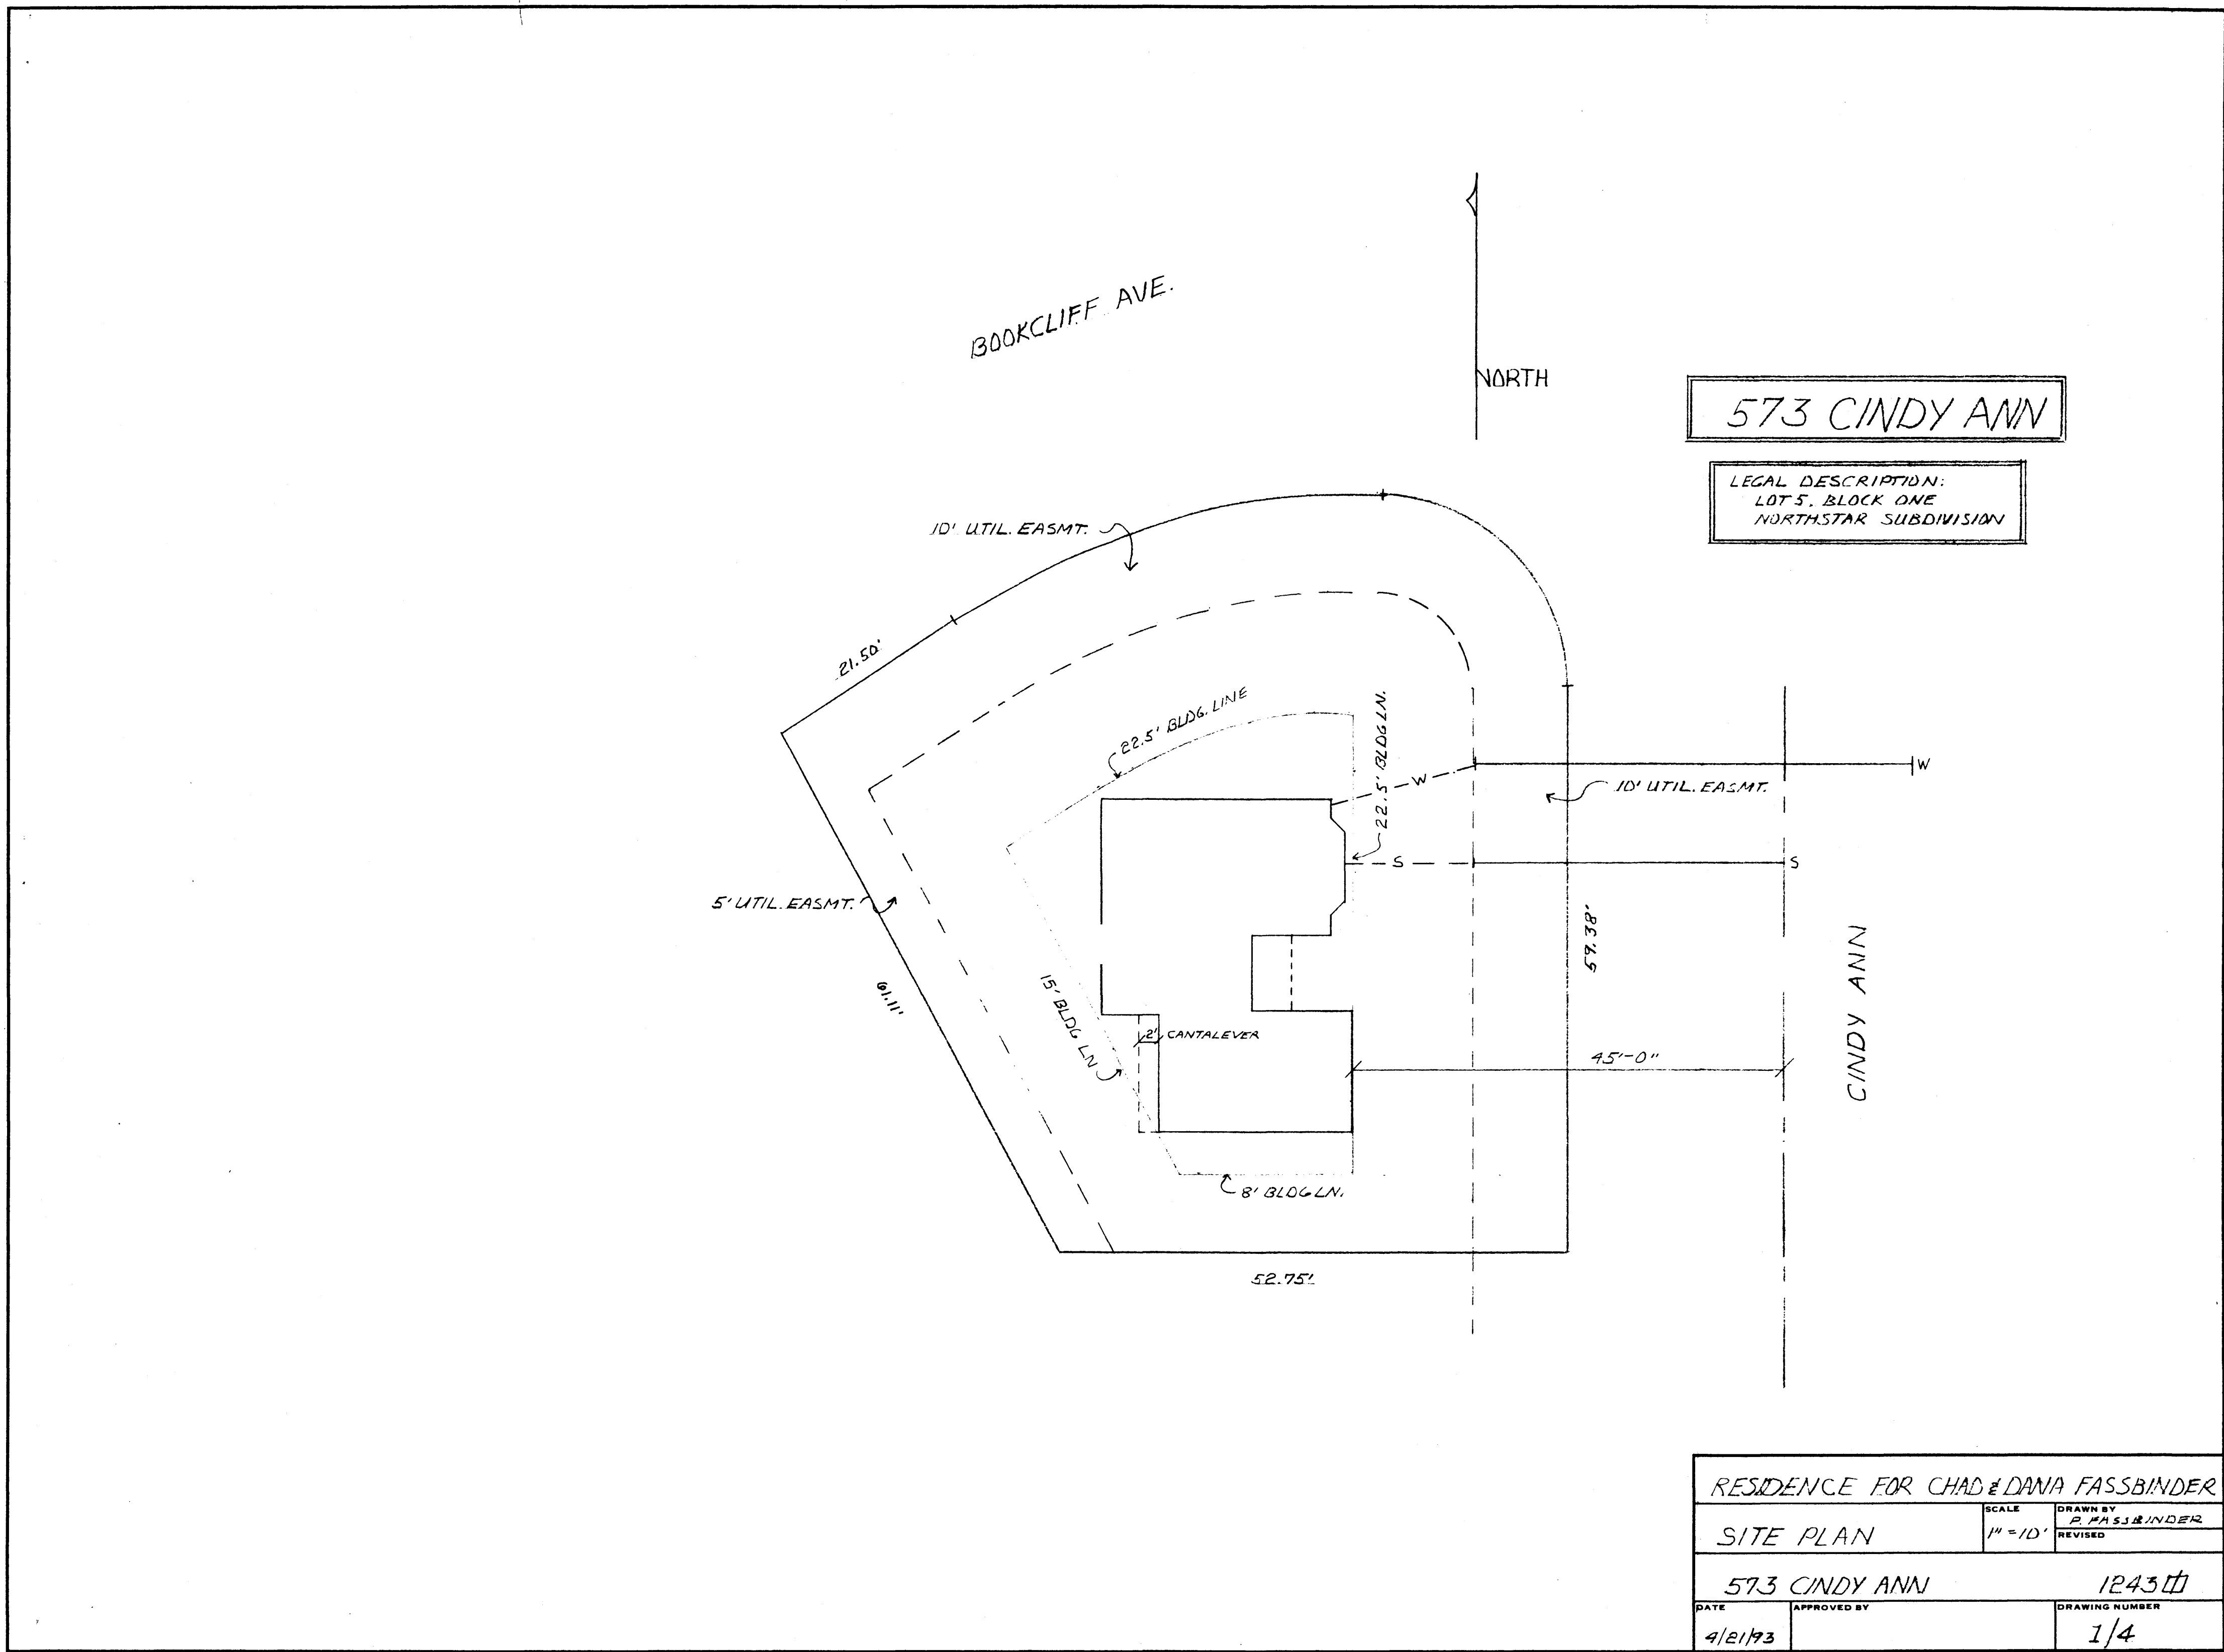 BOOKCLIFF AVE.
NORTH
573 CINDY ANN
LEGAL DESCRIPTION:
LOT 5, BLOCK ONE
NORTHSTAR SUBDIVISION
10' UTIL. EASMT.
21.50'
22.5' BLDG. LINE
22.5' BLDG LN.
W
W
10' UTIL. EASMT.
S
S
5' UTIL. EASMT.
59.38'
CINDY ANN
61.11'
15' BLDG LN
2' CANTALEVER
45'-0"
8' BLDG LN.
52.75'
RESIDENCE FOR CHAD & DANA FASSBINDER
SITE PLAN
SCALE
1" = 10'
DRAWN BY
P. FASSBINDER
REVISED
573 CINDY ANN
1243
DATE
4/21/93
APPROVED BY
DRAWING NUMBER
1/4